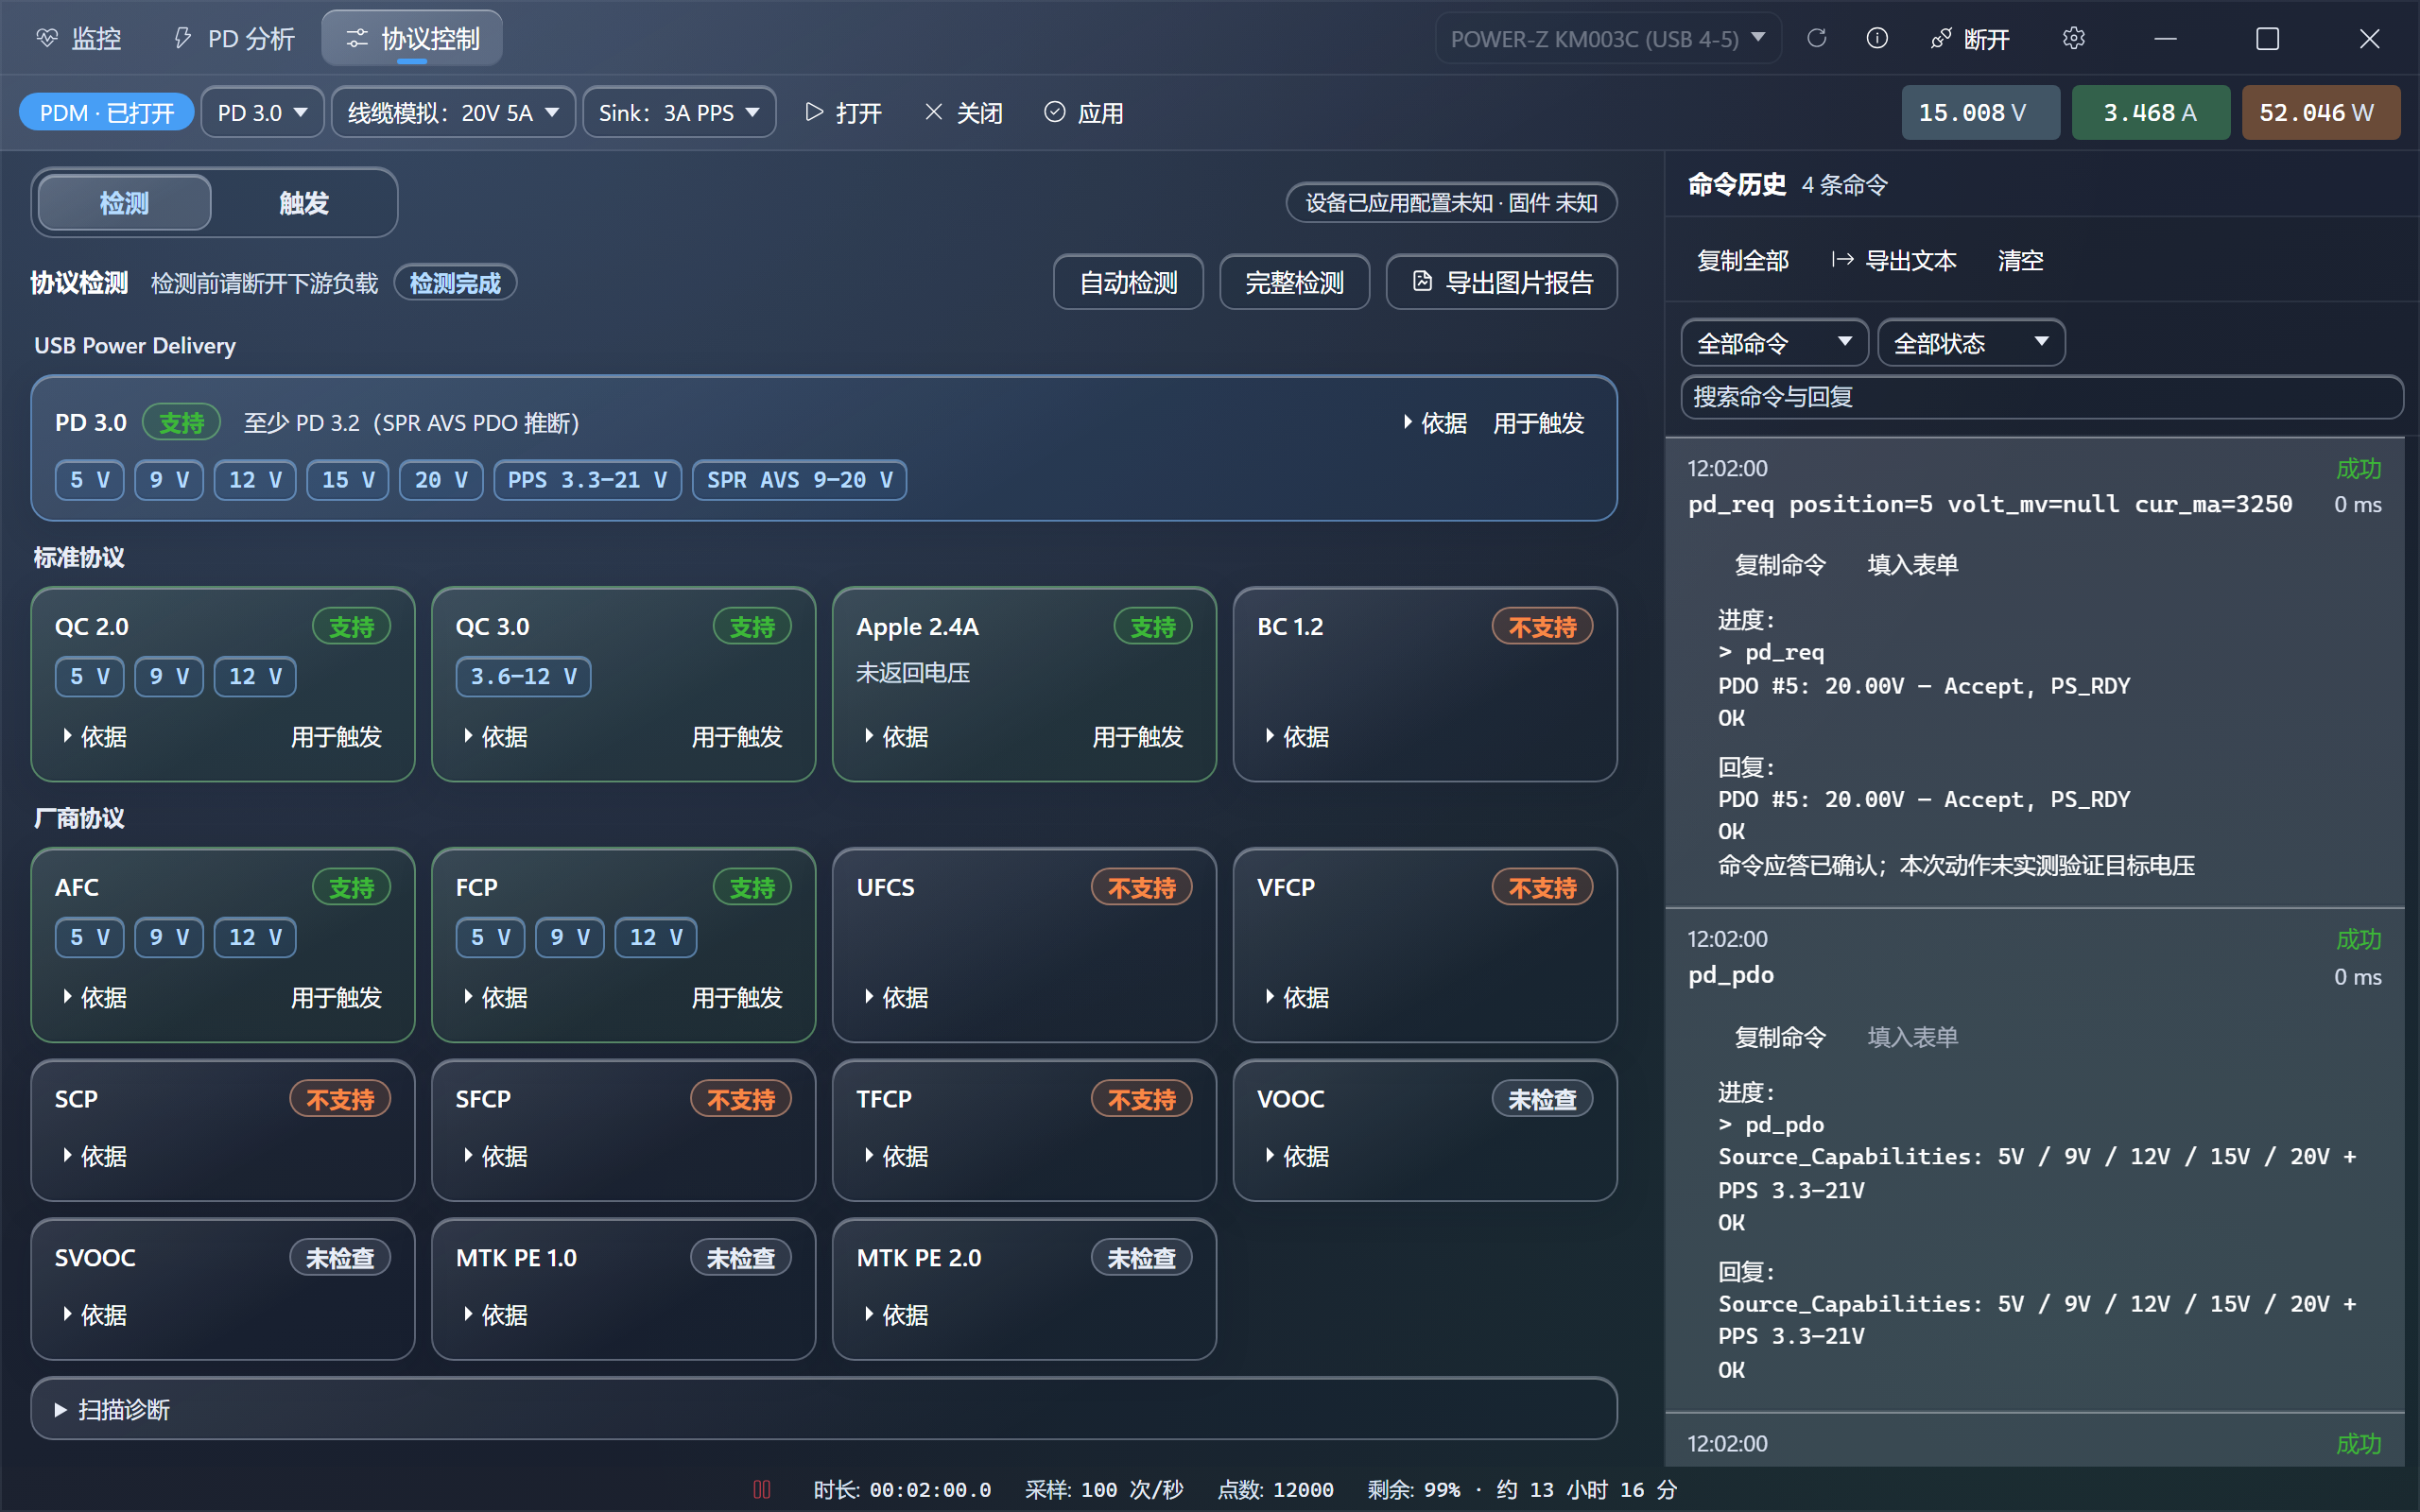 监控 PD 分析 协议控制 POWER-Z KM003C (USB 4-5) 断开
PDM · 已打开 PD 3.0 线缆模拟：20V 5A Sink：3A PPS 打开 关闭 应用 15.008 V 3.468 A 52.046 W
检测 触发 设备已应用配置未知 · 固件 未知
协议检测 检测前请断开下游负载 检测完成 自动检测 完整检测 导出图片报告
USB Power Delivery
PD 3.0 支持 至少 PD 3.2（SPR AVS PDO 推断） 依据 用于触发
5 V 9 V 12 V 15 V 20 V PPS 3.3–21 V SPR AVS 9–20 V
标准协议
QC 2.0 支持 QC 3.0 支持 Apple 2.4A 支持 BC 1.2 不支持
5 V 9 V 12 V 3.6–12 V 未返回电压
依据 用于触发 依据 用于触发 依据 用于触发 依据
厂商协议
AFC 支持 FCP 支持 UFCS 不支持 VFCP 不支持
5 V 9 V 12 V 5 V 9 V 12 V
依据 用于触发 依据 用于触发 依据 依据
SCP 不支持 SFCP 不支持 TFCP 不支持 VOOC 未检查
依据 依据 依据 依据
SVOOC 未检查 MTK PE 1.0 未检查 MTK PE 2.0 未检查
依据 依据 依据
扫描诊断
命令历史 4 条命令
复制全部 导出文本 清空
全部命令 全部状态
搜索命令与回复
12:02:00 成功
pd_req position=5 volt_mv=null cur_ma=3250 0 ms
复制命令 填入表单
进度:
> pd_req
PDO #5: 20.00V — Accept, PS_RDY
OK
回复:
PDO #5: 20.00V — Accept, PS_RDY
OK
命令应答已确认；本次动作未实测验证目标电压
12:02:00 成功
pd_pdo 0 ms
复制命令 填入表单
进度:
> pd_pdo
Source_Capabilities: 5V / 9V / 12V / 15V / 20V +
PPS 3.3–21V
OK
回复:
Source_Capabilities: 5V / 9V / 12V / 15V / 20V +
PPS 3.3–21V
OK
12:02:00 成功
时长: 00:02:00.0 采样: 100 次/秒 点数: 12000 剩余: 99% · 约 13 小时 16 分